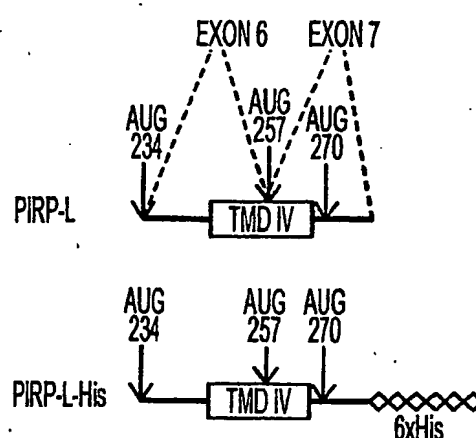 EXON 6 EXON 7
AUG 234
AUG 257
AUG 270
PIRP-L
TMD IV
AUG 234
AUG 257
AUG 270
PIRP-L-His
TMD IV
6xHis